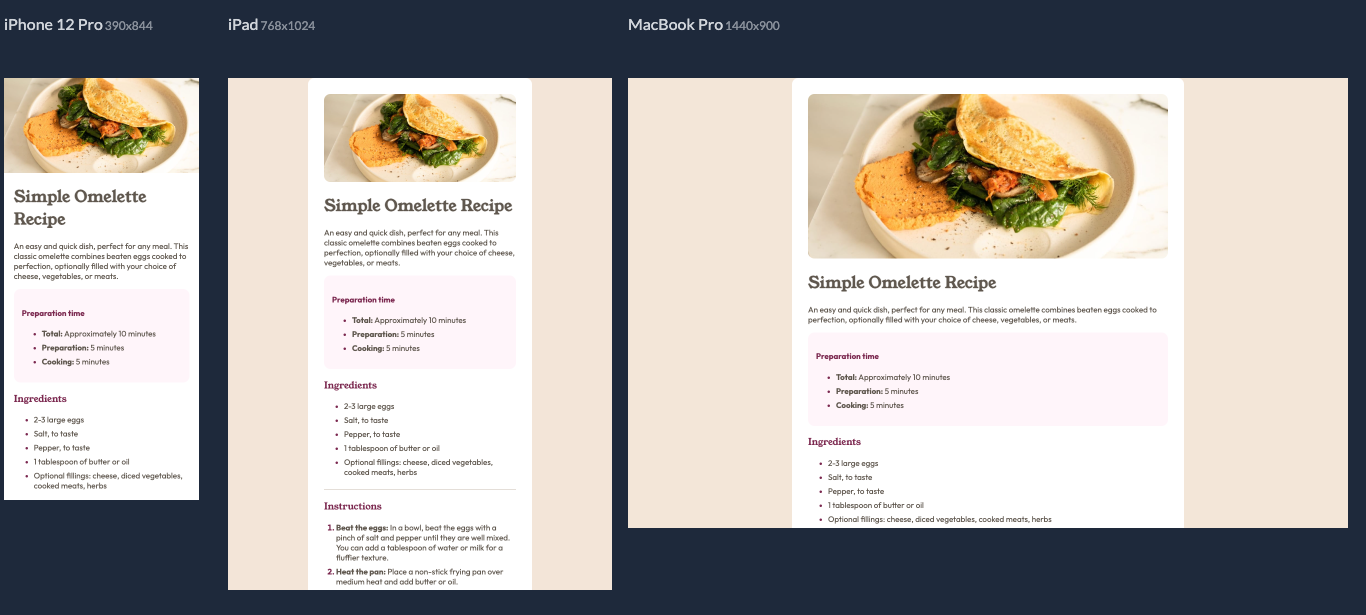 iPhone 12 Pro 390x844
Simple Omelette
Recipe
An easy and quick dish, perfect for any meal. This
classic omelette combines beaten eggs cooked to
perfection, optionally filled with your choice of
cheese, vegetables, or meats.
Preparation time
• Total: Approximately 10 minutes
• Preparation: 5 minutes
• Cooking: 5 minutes
Ingredients
• 2-3 large eggs
• Salt, to taste
• Pepper, to taste
• 1 tablespoon of butter or oil
• Optional fillings: cheese, diced vegetables,
cooked meats, herbs
iPad 768x1024
Simple Omelette Recipe
An easy and quick dish, perfect for any meal. This
classic omelette combines beaten eggs cooked to
perfection, optionally filled with your choice of cheese,
vegetables, or meats.
Preparation time
• Total: Approximately 10 minutes
• Preparation: 5 minutes
• Cooking: 5 minutes
Ingredients
• 2-3 large eggs
• Salt, to taste
• Pepper, to taste
• 1 tablespoon of butter or oil
• Optional fillings: cheese, diced vegetables,
cooked meats, herbs
Instructions
1. Beat the eggs: In a bowl, beat the eggs with a
pinch of salt and pepper until they are well mixed.
You can add a tablespoon of water or milk for a
fluffier texture.
2. Heat the pan: Place a non-stick frying pan over
medium heat and add butter or oil.
MacBook Pro 1440x900
Simple Omelette Recipe
An easy and quick dish, perfect for any meal. This classic omelette combines beaten eggs cooked to
perfection, optionally filled with your choice of cheese, vegetables, or meats.
Preparation time
• Total: Approximately 10 minutes
• Preparation: 5 minutes
• Cooking: 5 minutes
Ingredients
• 2-3 large eggs
• Salt, to taste
• Pepper, to taste
• 1 tablespoon of butter or oil
• Optional fillings: cheese, diced vegetables, cooked meats, herbs